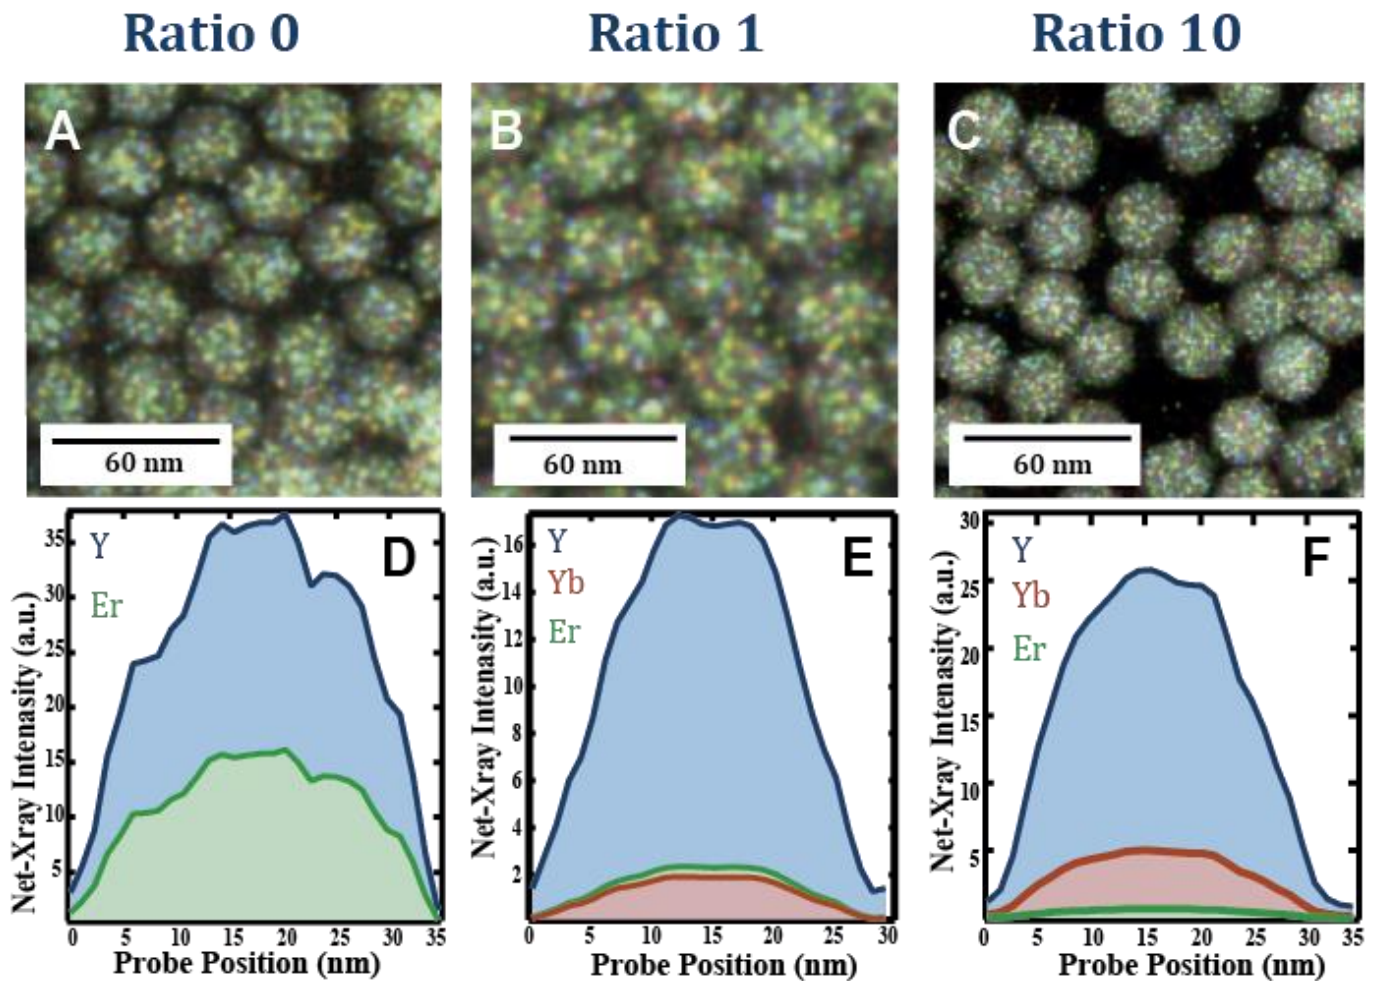 Ratio 0
Ratio 1
Ratio 10
A
B
C
60 nm
60 nm
60 nm
D
Y
Er
Net-Xray Intenasity (a.u.)
35
30
25
20
15
10
5
0 5 10 15 20 25 30 35
Probe Position (nm)
E
Y
Yb
Er
Net-Xray Intenasity (a.u.)
16
14
12
10
8
6
4
2
0 5 10 15 20 30
Probe Position (nm)
F
Y
Yb
Er
Net-Xray Intenasity (a.u.)
30
25
20
15
10
5
0 5 10 15 20 25 30 35
Probe Position (nm)